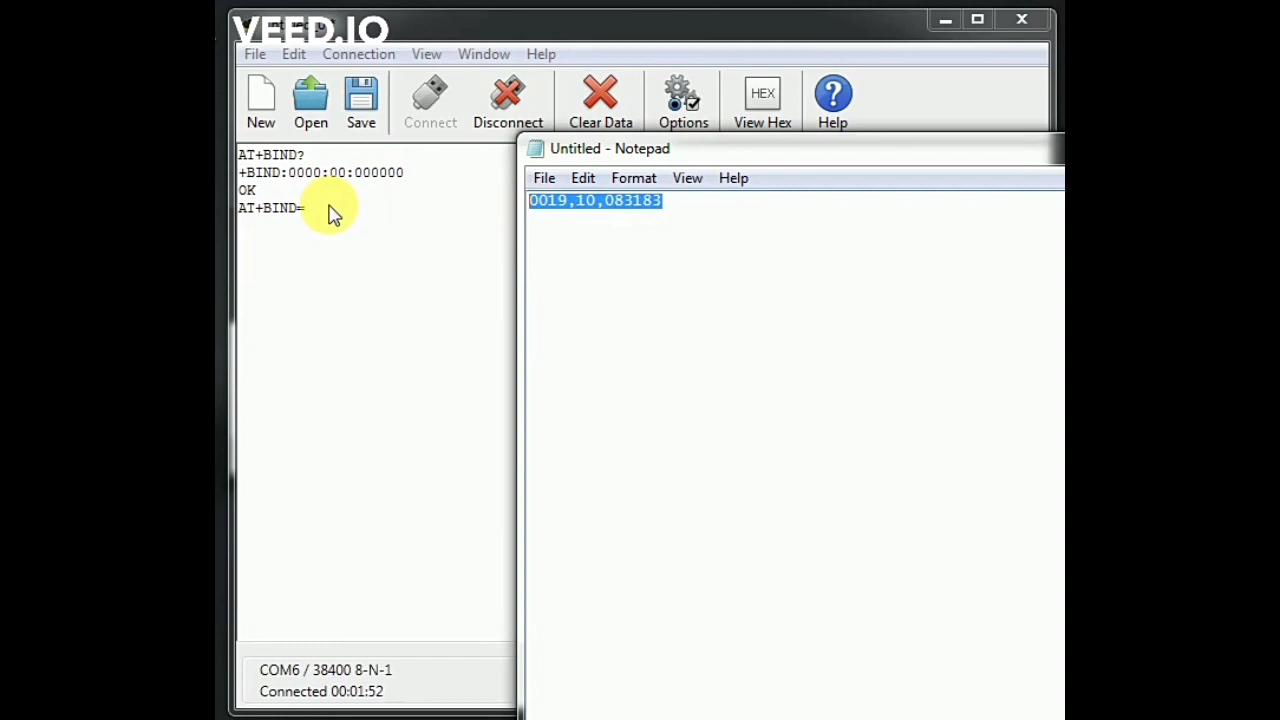 VEED.IO
File Edit Connection View Window Help
New Open Save Connect Disconnect Clear Data Options View Hex Help
HEX
AT+BIND?
+BIND:0000:00:000000
OK
AT+BIND=
Untitled - Notepad
File Edit Format View Help
0019,10,083183
COM6 / 38400 8-N-1
Connected 00:01:52